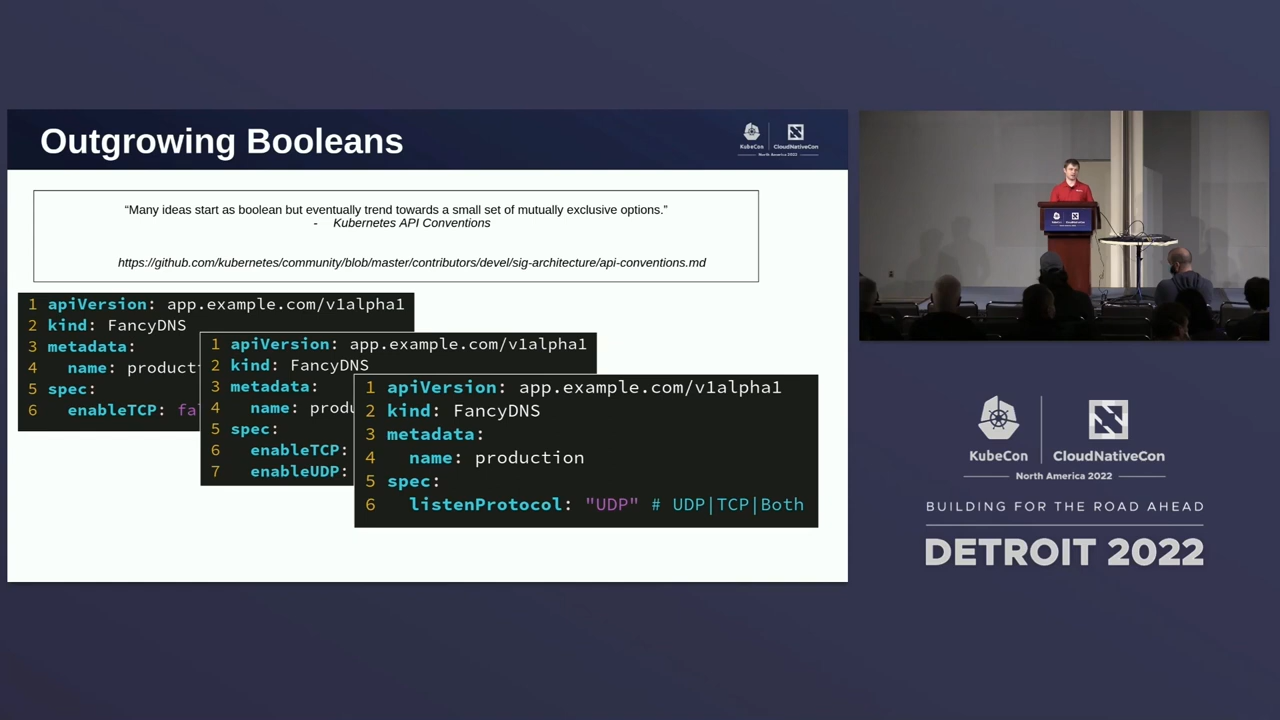 Outgrowing Booleans
KubeCon CloudNativeCon
North America 2022
“Many ideas start as boolean but eventually trend towards a small set of mutually exclusive options.”
- Kubernetes API Conventions
https://github.com/kubernetes/community/blob/master/contributors/devel/sig-architecture/api-conventions.md
1 apiVersion: app.example.com/v1alpha1
2 kind: FancyDNS
3 metadata:
4 name: product
5 spec:
6 enableTCP: fa
1 apiVersion: app.example.com/v1alpha1
2 kind: FancyDNS
3 metadata:
4 name: produ
5 spec:
6 enableTCP:
7 enableUDP:
1 apiVersion: app.example.com/v1alpha1
2 kind: FancyDNS
3 metadata:
4 name: production
5 spec:
6 listenProtocol: "UDP" # UDP|TCP|Both
KubeCon CloudNativeCon
North America 2022
BUILDING FOR THE ROAD AHEAD
DETROIT 2022